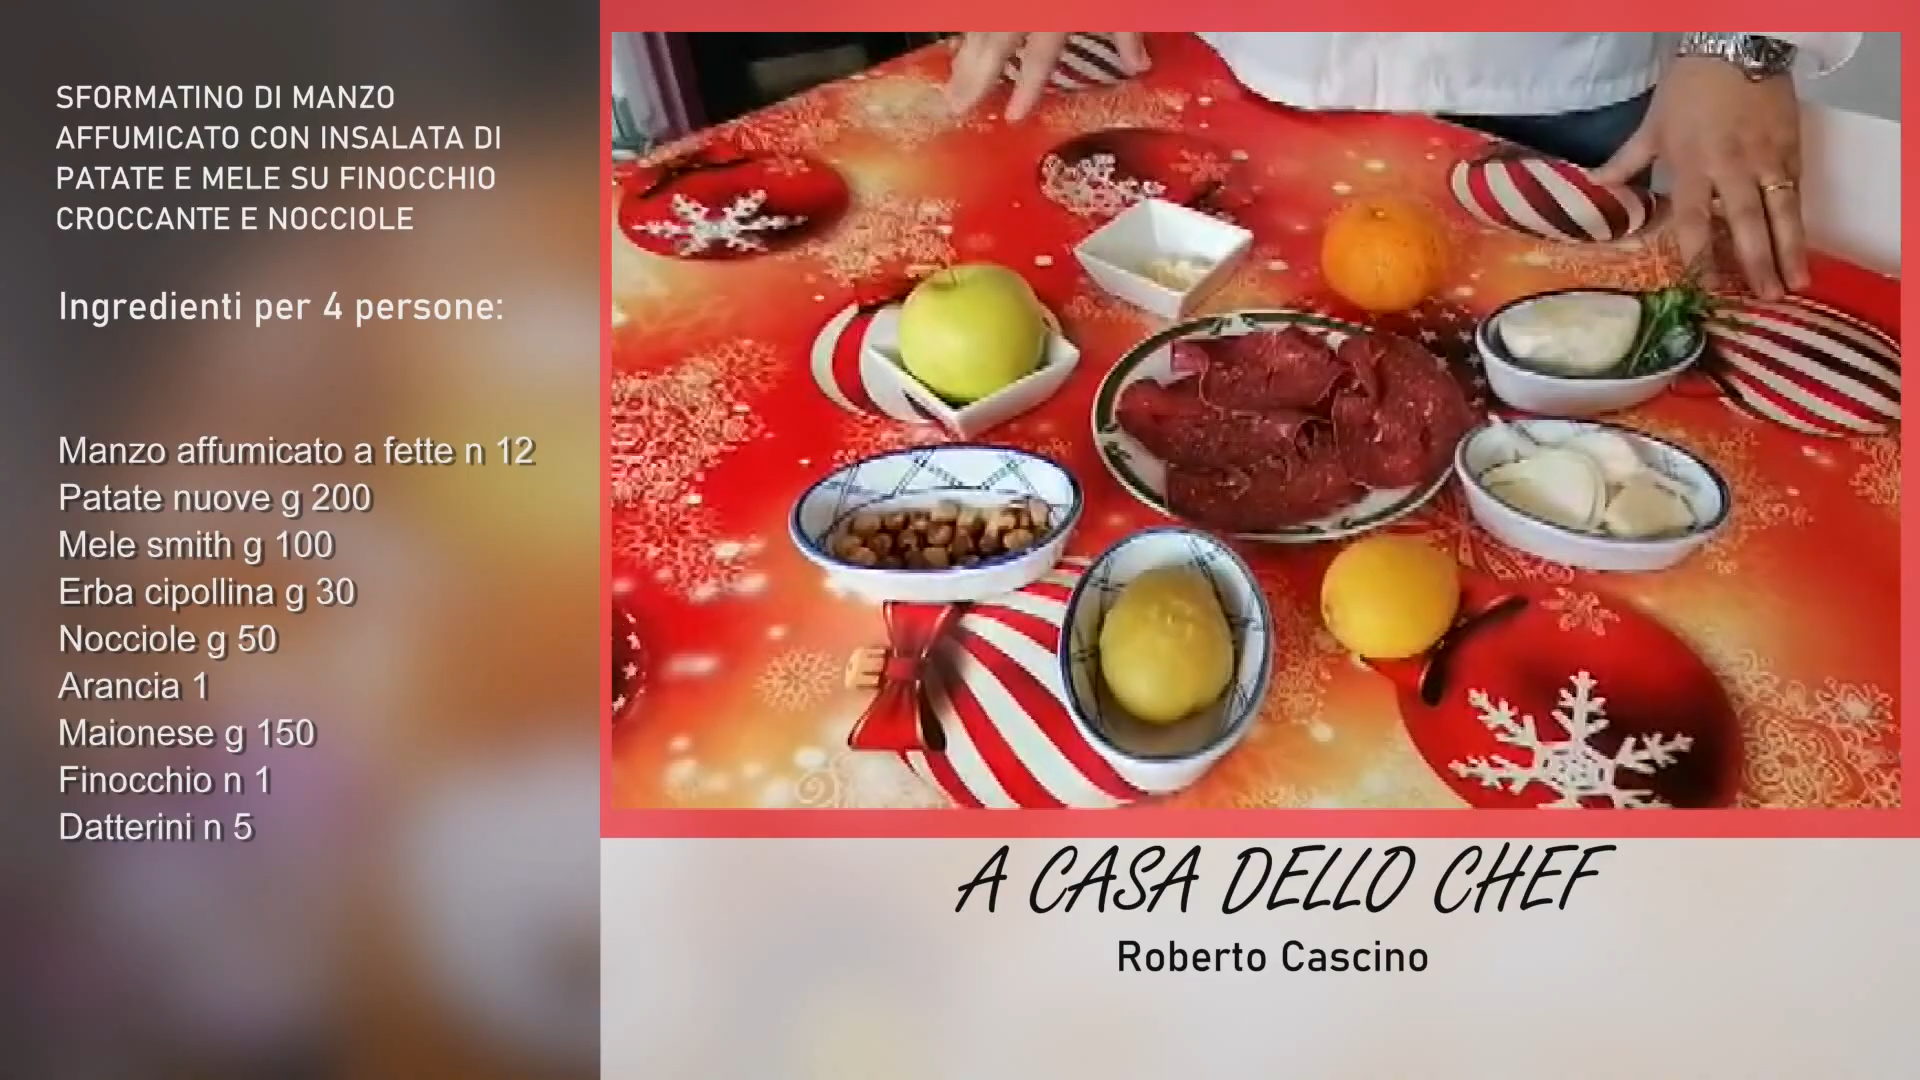 SFORMATINO DI MANZO
AFFUMICATO CON INSALATA DI
PATATE E MELE SU FINOCCHIO
CROCCANTE E NOCCIOLE
Ingredienti per 4 persone:
Manzo affumicato a fette n 12
Patate nuove g 200
Mele smith g 100
Erba cipollina g 30
Nocciole g 50
Arancia 1
Maionese g 150
Finocchio n 1
Datterini n 5
A CASA DELLO CHEF
Roberto Cascino